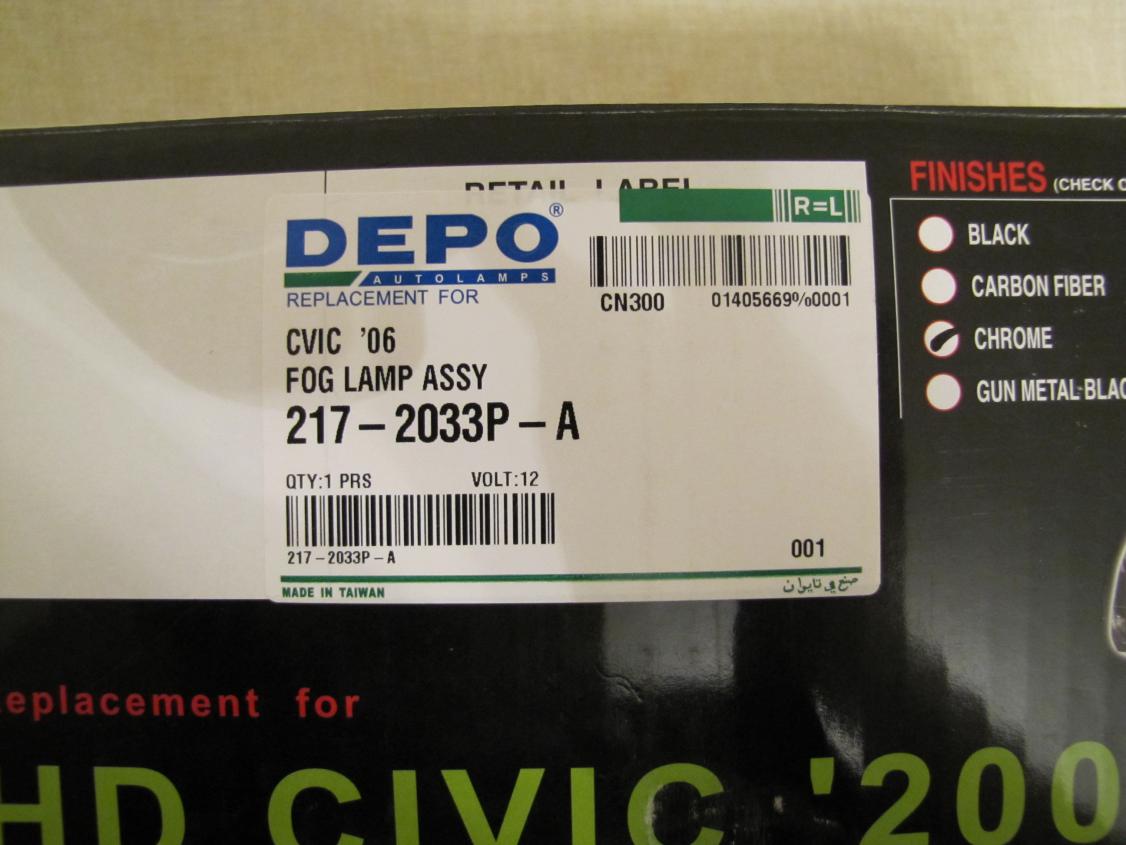 RETAIL LABEL
R=L
DEPO®
AUTOLAMPS
REPLACEMENT FOR
CN300 01405669%0001
CVIC '06
FOG LAMP ASSY
217-2033P-A
QTY:1 PRS VOLT:12
217-2033P-A
001
MADE IN TAIWAN صنع في تايوان
FINISHES (CHECK O
BLACK
CARBON FIBER
CHROME
GUN METAL BLAC
eplacement for
HD CIVIC '200